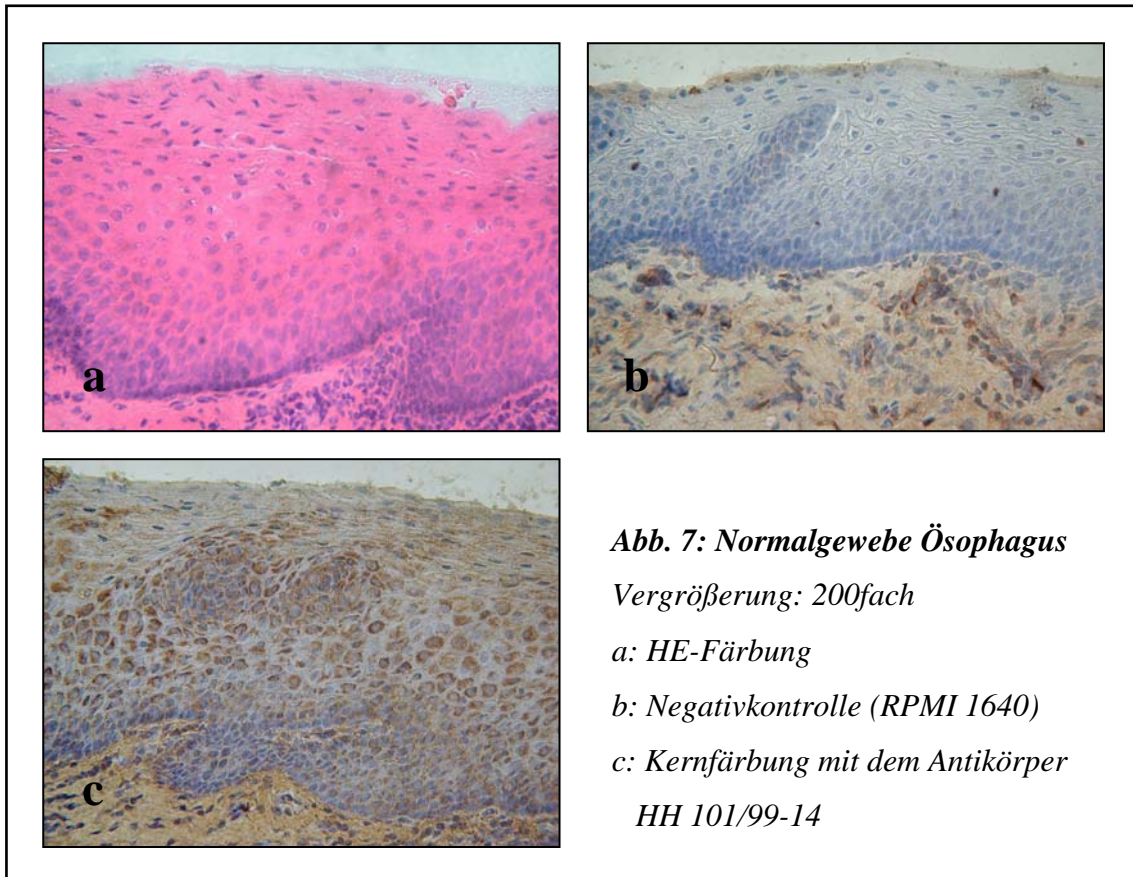 a
b
c
Abb. 7: Normalgewebe Ösophagus
Vergrößerung: 200fach
a: HE-Färbung
b: Negativkontrolle (RPMI 1640)
c: Kernfärbung mit dem Antikörper
HH 101/99-14